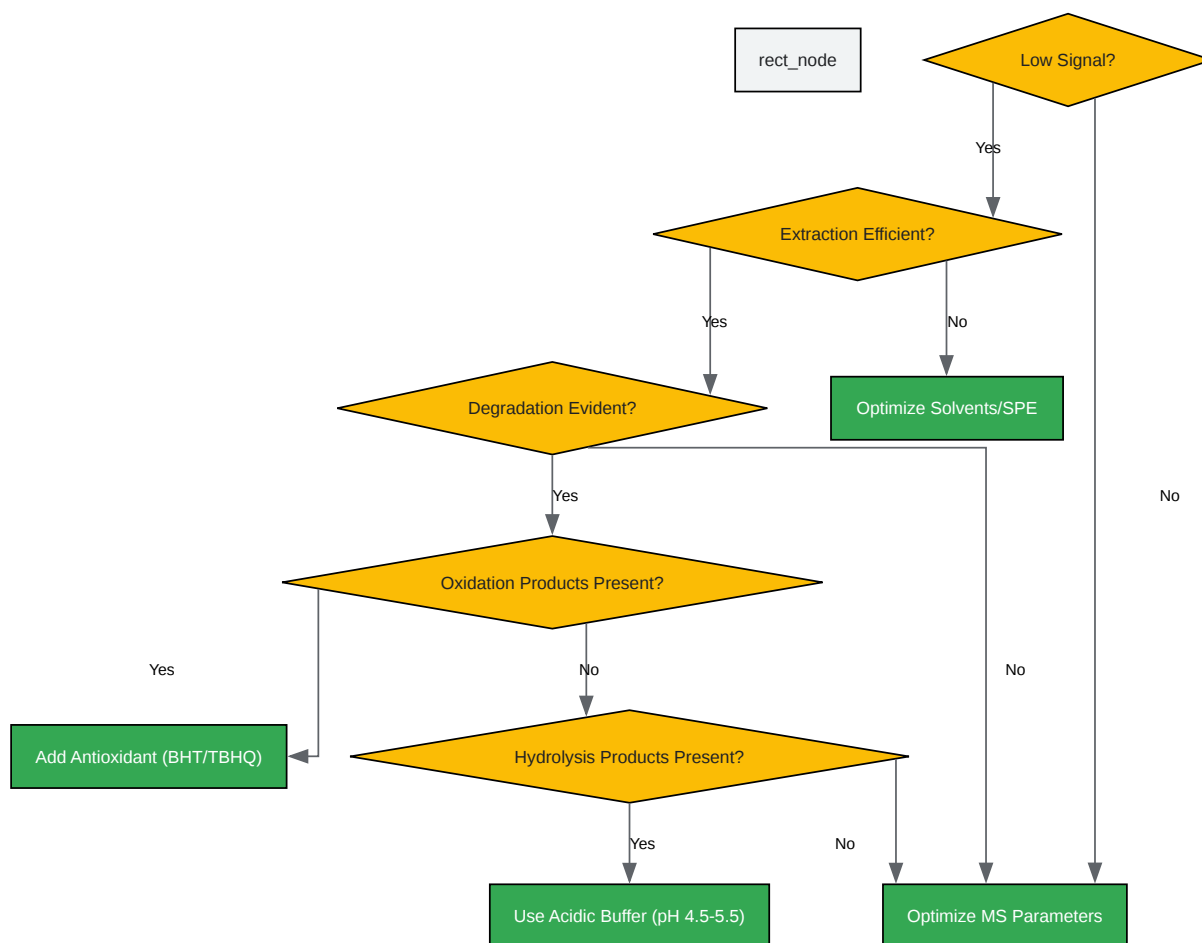 rect_node
Low Signal?
Yes
Extraction Efficient?
Yes
No
Degradation Evident?
Optimize Solvents/SPE
Yes
No
Oxidation Products Present?
Yes
No
No
Add Antioxidant (BHT/TBHQ)
Hydrolysis Products Present?
Yes
No
Use Acidic Buffer (pH 4.5-5.5)
Optimize MS Parameters